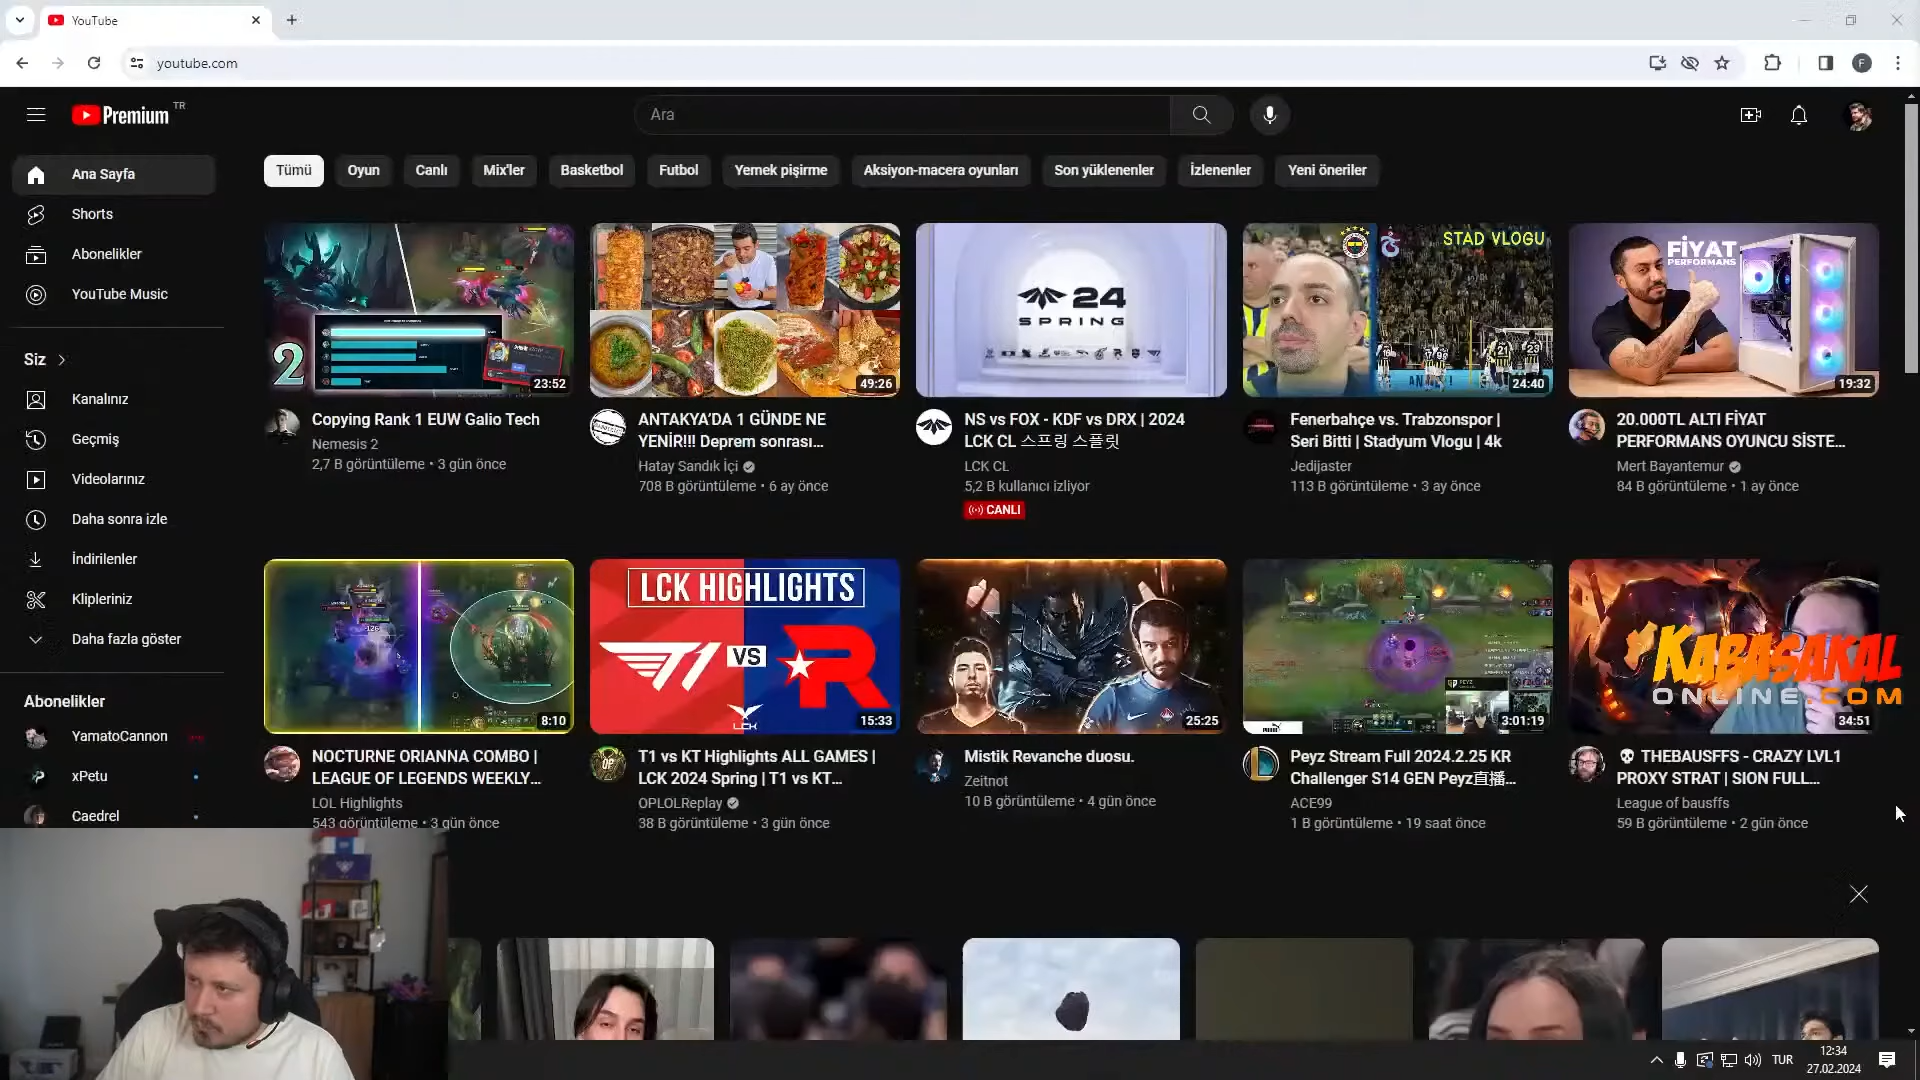 YouTube
youtube.com
Premium TR
Ara
Tümü
Oyun
Canlı
Mix'ler
Basketbol
Futbol
Yemek pişirme
Aksiyon-macera oyunları
Son yüklenenler
İzlenenler
Yeni öneriler
Ana Sayfa
Shorts
Abonelikler
YouTube Music
Siz
Kanalınız
Geçmiş
Videolarınız
Daha sonra izle
İndirilenler
Klipleriniz
Daha fazla göster
Abonelikler
YamatoCannon
xPetu
Caedrel
2
23:52
Copying Rank 1 EUW Galio Tech
Nemesis 2
2,7 B görüntüleme • 3 gün önce
49:26
ANTAKYA'DA 1 GÜNDE NE
YENİR!!! Deprem sonrası...
Hatay Sandık İçi
708 B görüntüleme • 6 ay önce
24
SPRING
NS vs FOX - KDF vs DRX | 2024
LCK CL 스프링 스플릿
LCK CL
5,2 B kullanıcı izliyor
CANLI
STAD VLOGU
24:40
Fenerbahçe vs. Trabzonspor |
Seri Bitti | Stadyum Vlogu | 4k
Jedijaster
113 B görüntüleme • 3 ay önce
FİYAT
PERFORMANS
19:32
20.000TL ALTI FİYAT
PERFORMANS OYUNCU SİSTE...
Mert Bayantemur
84 B görüntüleme • 1 ay önce
8:10
NOCTURNE ORIANNA COMBO |
LEAGUE OF LEGENDS WEEKLY...
LOL Highlights
543 görüntüleme • 3 gün önce
LCK HIGHLIGHTS
T1 VS R
LCK
15:33
T1 vs KT Highlights ALL GAMES |
LCK 2024 Spring | T1 vs KT...
OPLOLReplay
38 B görüntüleme • 3 gün önce
25:25
Mistik Revanche duosu.
Zeitnot
10 B görüntüleme • 4 gün önce
PEYZ
3:01:19
Peyz Stream Full 2024.2.25 KR
Challenger S14 GEN Peyz直播...
ACE99
1 B görüntüleme • 19 saat önce
KABASAKAL
ONLINE.COM
34:51
THEBAUSFFS - CRAZY LVL1
PROXY STRAT | SION FULL...
League of bausffs
59 B görüntüleme • 2 gün önce
TUR
12:34
27.02.2024